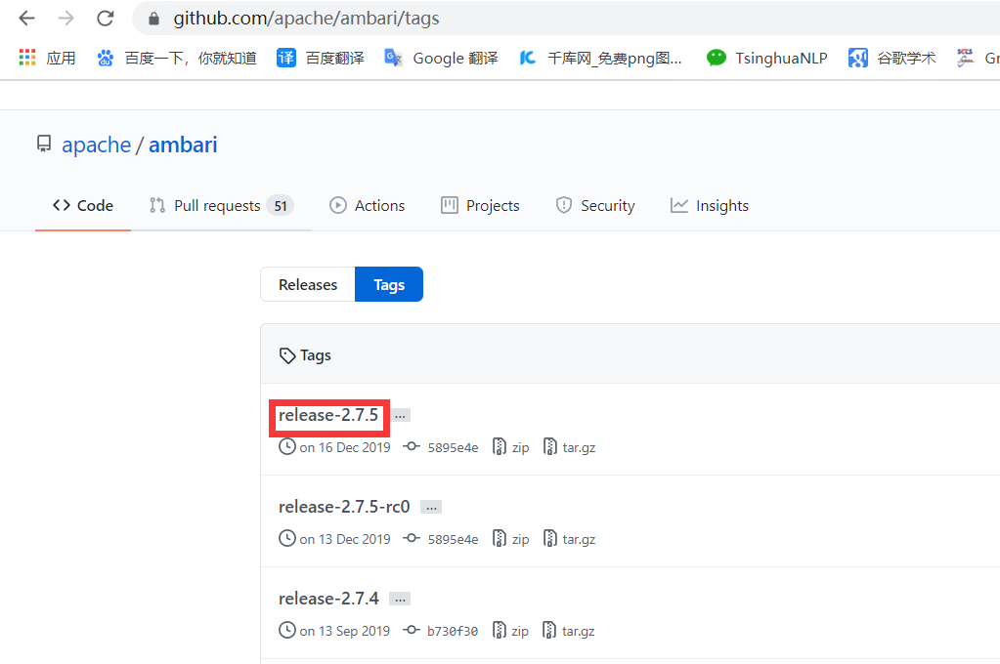 github.com/apache/ambari/tags
应用 百度一下，你就知道 译 百度翻译 Google 翻译 千库网_免费png图... TsinghuaNLP 谷歌学术 Gr
apache / ambari
Code Pull requests 51 Actions Projects Security Insights
Releases Tags
Tags
release-2.7.5 ...
on 16 Dec 2019 5895e4e zip tar.gz
release-2.7.5-rc0 ...
on 13 Dec 2019 5895e4e zip tar.gz
release-2.7.4 ...
on 13 Sep 2019 b730f30 zip tar.gz